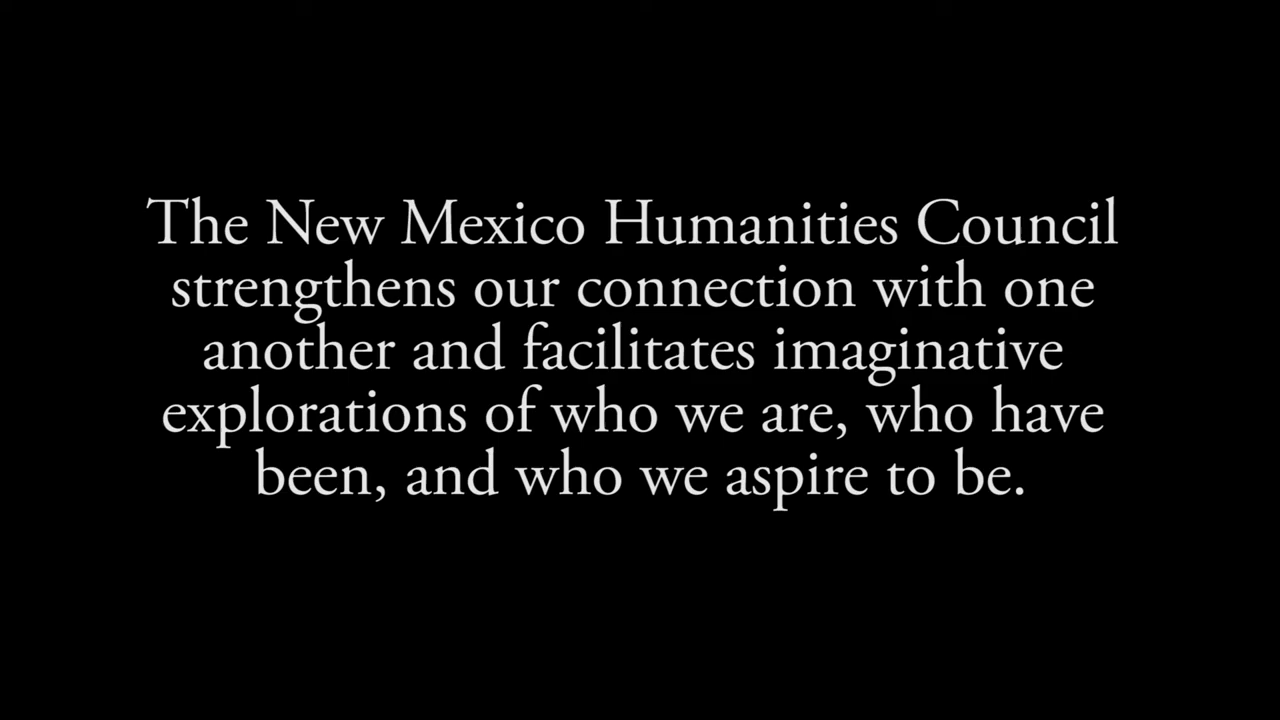 The New Mexico Humanities Council
strengthens our connection with one
another and facilitates imaginative
explorations of who we are, who have
been, and who we aspire to be.